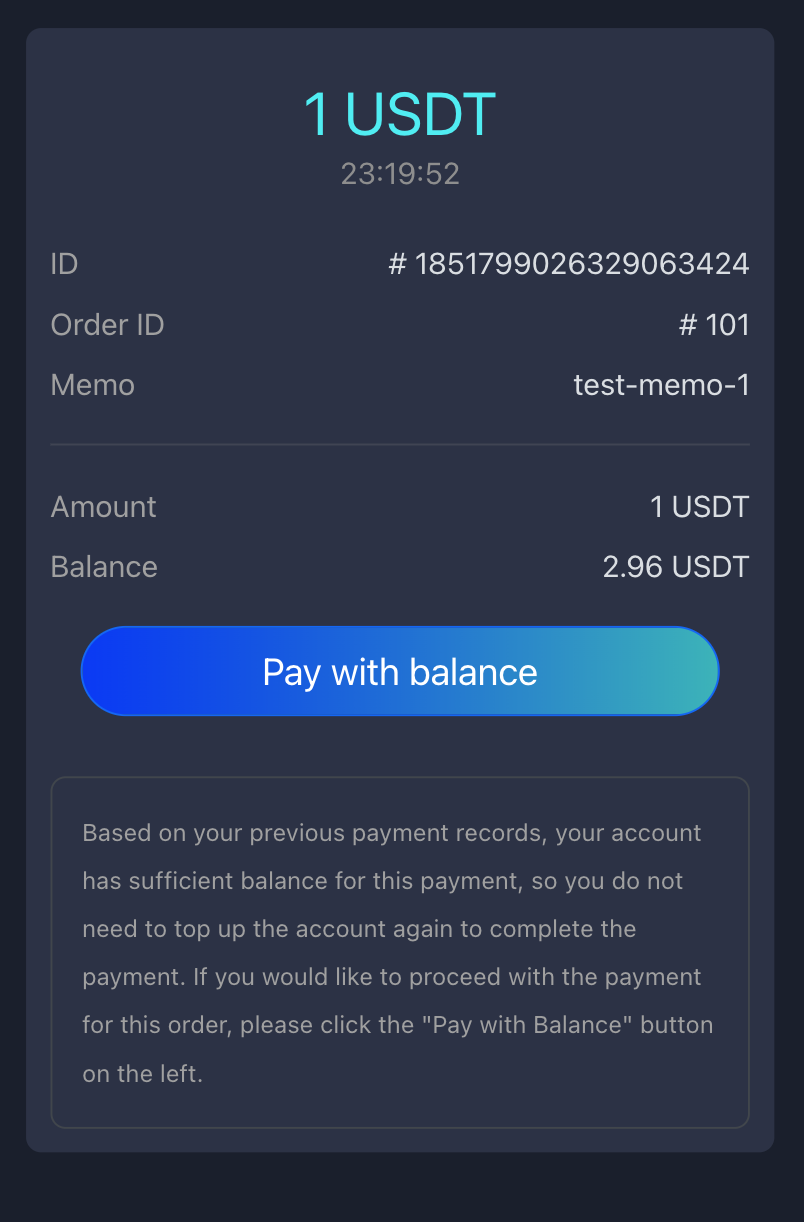 1 USDT
23:19:52
ID # 1851799026329063424
Order ID # 101
Memo test-memo-1
Amount 1 USDT
Balance 2.96 USDT
Pay with balance
Based on your previous payment records, your account
has sufficient balance for this payment, so you do not
need to top up the account again to complete the
payment. If you would like to proceed with the payment
for this order, please click the "Pay with Balance" button
on the left.